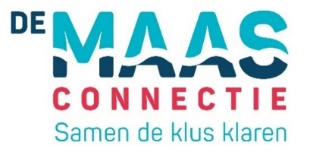 DE
MAAS
CONNECTIE
Samen de klus klaren